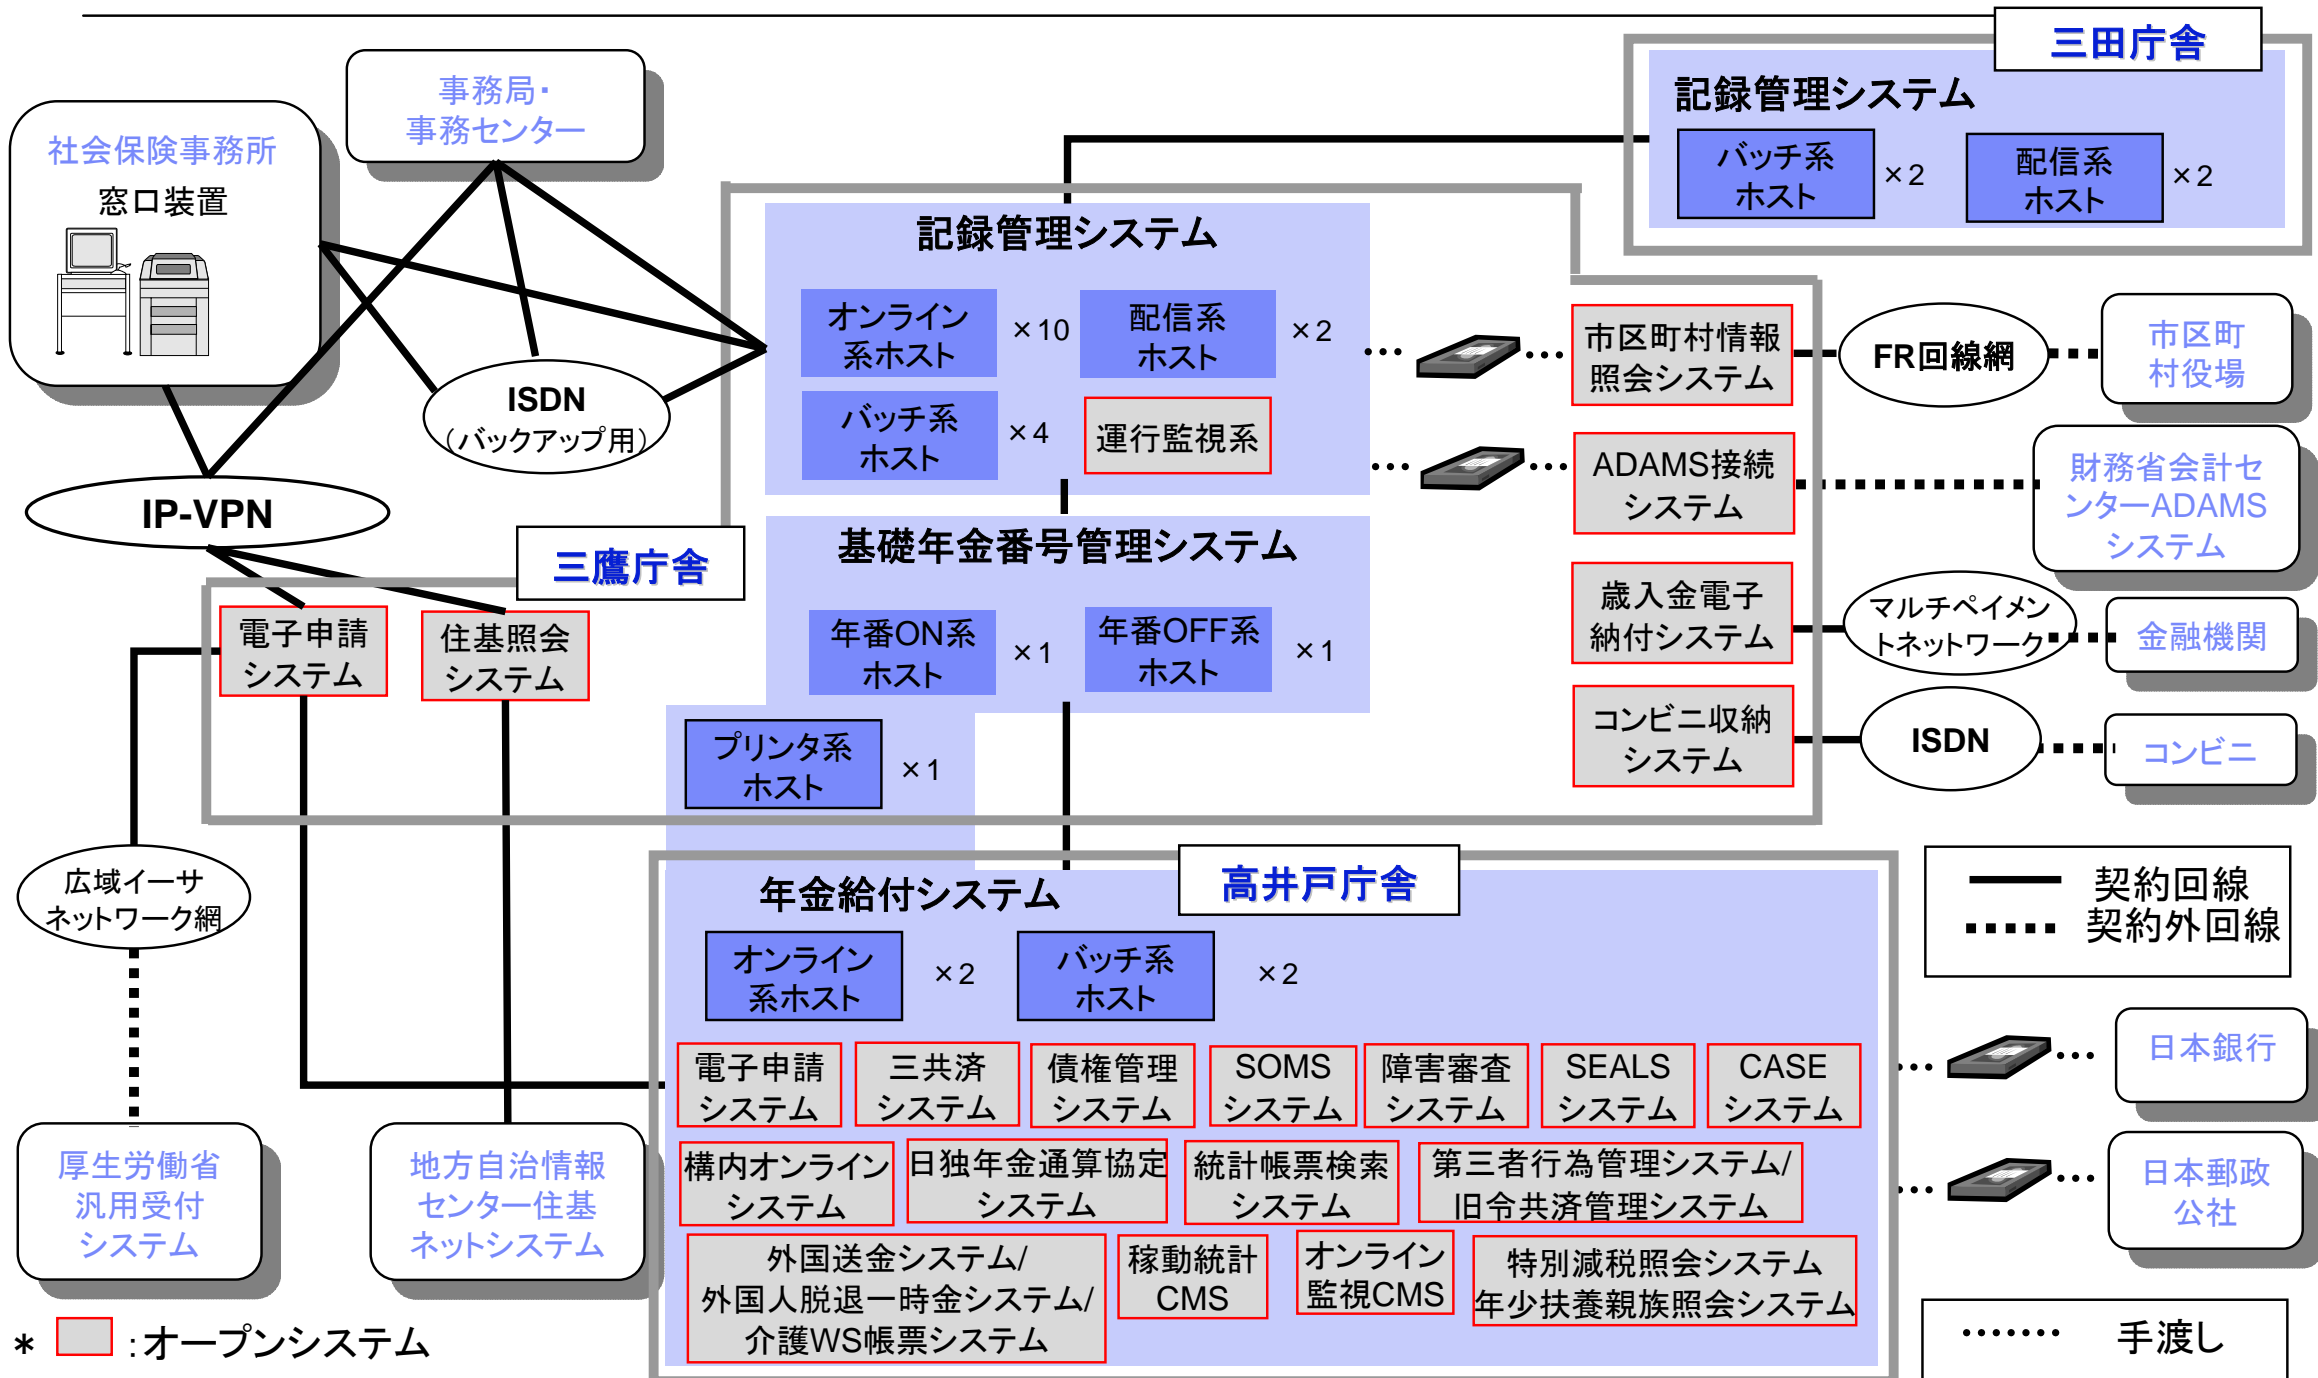 三田庁舎
記録管理システム
バッチ系
ホスト
×2
配信系
ホスト
×2
事務局・
事務センター
社会保険事務所
窓口装置
記録管理システム
オンライン
系ホスト
×10
配信系
ホスト
×2
バッチ系
ホスト
×4
運行監視系
ISDN
（バックアップ用）
IP-VPN
市区町村情報
照会システム
FR回線網
市区町
村役場
ADAMS接続
システム
財務省会計セ
ンターADAMS
システム
三鷹庁舎
基礎年金番号管理システム
年番ON系
ホスト
×1
年番OFF系
ホスト
×1
歳入金電子
納付システム
マルチペイメン
トネットワーク
金融機関
電子申請
システム
住基照会
システム
プリンタ系
ホスト
×1
コンビニ収納
システム
ISDN
コンビニ
広域イーサ
ネットワーク網
高井戸庁舎
年金給付システム
オンライン
系ホスト
×2
バッチ系
ホスト
×2
契約回線
契約外回線
電子申請
システム
三共済
システム
債権管理
システム
SOMS
システム
障害審査
システム
SEALS
システム
CASE
システム
日本銀行
構内オンライン
システム
日独年金通算協定
システム
統計帳票検索
システム
第三者行為管理システム/
旧令共済管理システム
日本郵政
公社
厚生労働省
汎用受付
システム
地方自治情報
センター住基
ネットシステム
外国送金システム/
外国人脱退一時金システム/
介護WS帳票システム
稼動統計
CMS
オンライン
監視CMS
特別減税照会システム
年少扶養親族照会システム
* :オープンシステム
手渡し